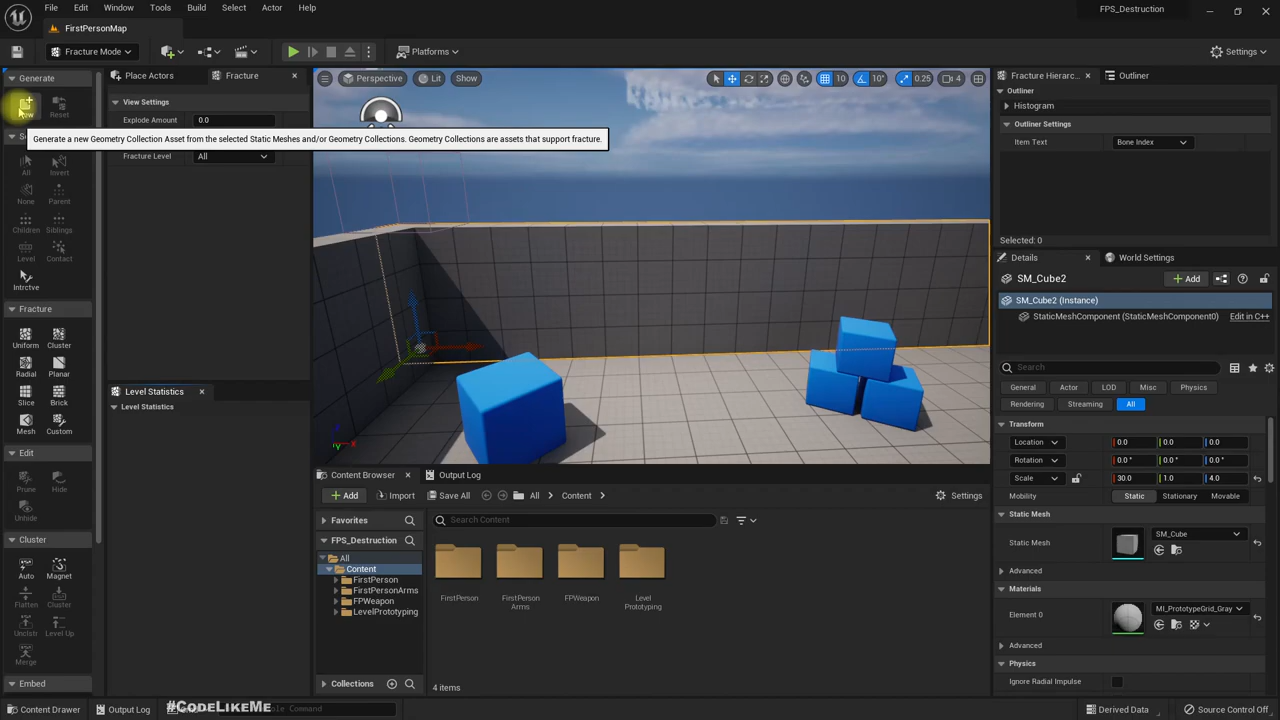 File Edit Window Tools Build Select Actor Help
FPS_Destruction
FirstPersonMap
Fracture Mode
Platforms
Settings
Generate
Place Actors
Fracture
Perspective
Lit
Show
10
10°
0.25
4
Fracture Hierarc...
Outliner
New
Reset
View Settings
Explode Amount
0.0
Outliner
Histogram
Outliner Settings
Generate a new Geometry Collection Asset from the selected Static Meshes and/or Geometry Collections. Geometry Collections are assets that support fracture.
Item Text
Bone Index
Fracture Level
All
All
Invert
None
Parent
Children
Siblings
Level
Contact
Intrctve
Selected: 0
Details
World Settings
SM_Cube2
Add
SM_Cube2 (Instance)
StaticMeshComponent (StaticMeshComponent0)
Edit in C++
Search
General
Actor
LOD
Misc
Physics
Rendering
Streaming
All
Fracture
Uniform
Cluster
Radial
Planar
Slice
Brick
Mesh
Custom
Level Statistics
Level Statistics
Transform
Location
0.0
0.0
0.0
Rotation
0.0°
0.0°
0.0°
Scale
30.0
1.0
4.0
Mobility
Static
Stationary
Movable
Static Mesh
Static Mesh
SM_Cube
Advanced
Materials
Element 0
MI_PrototypeGrid_Gray
Advanced
Physics
Ignore Radial Impulse
Edit
Prune
Hide
Unhide
Cluster
Auto
Magnet
Flatten
Cluster
Unclstr
Level Up
Merge
Embed
Content Browser
Output Log
Add
Import
Save All
All
Content
Settings
Favorites
Search Content
FPS_Destruction
All
Content
FirstPerson
FirstPersonArms
FPWeapon
LevelPrototyping
FirstPerson
FirstPerson
Arms
FPWeapon
Level
Prototyping
Collections
4 items
Content Drawer
Output Log
#CodeLikeMe
Console Command
Derived Data
Source Control Off